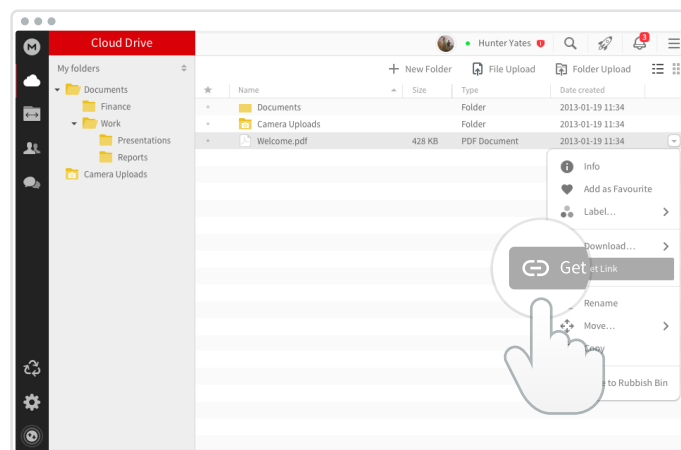 M
Cloud Drive
Hunter Yates
3
My folders
New Folder
File Upload
Folder Upload
Documents
Name
Size
Type
Date created
Finance
Documents
Folder
2013-01-19 11:34
Work
Camera Uploads
Folder
2013-01-19 11:34
Presentations
Welcome.pdf
428 KB
PDF Document
2013-01-19 11:34
Reports
Camera Uploads
Info
Add as Favourite
Label...
Download...
Get
Link
Rename
Move...
Copy
to Rubbish Bin